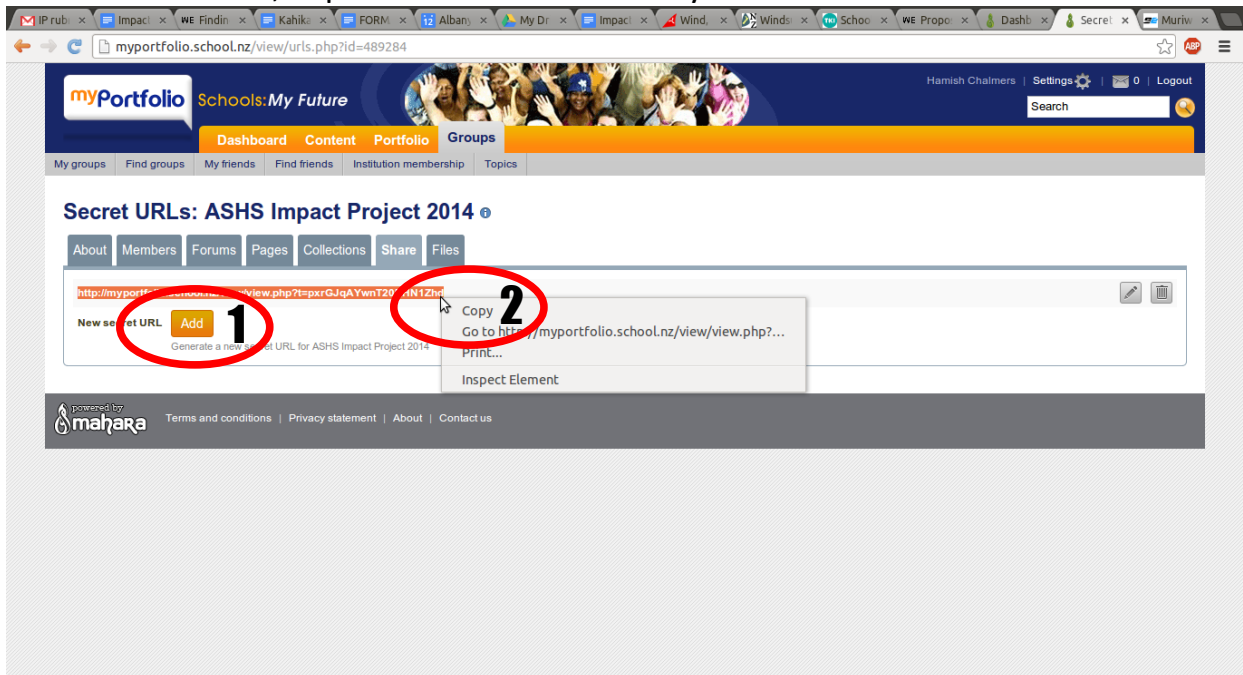 IP rub Impact WE Findin Kahika FORM 12 Albany My Dr Impact Wind, Winds Schoo WE Propo Dashb Secret Muriw
myportfolio.school.nz/view/urls.php?id=489284 ABP
myPortfolio Schools: My Future
Hamish Chalmers | Settings | 0 | Logout
Search
Dashboard Content Portfolio Groups
My groups Find groups My friends Find friends Institution membership Topics
Secret URLs: ASHS Impact Project 2014
About Members Forums Pages Collections Share Files
New secret URL Add 1
Generate a new secret URL for ASHS Impact Project 2014
2
Copy
Go to http://myportfolio.school.nz/view/view.php?...
Print...
Inspect Element
powered by
mahara
Terms and conditions | Privacy statement | About | Contact us